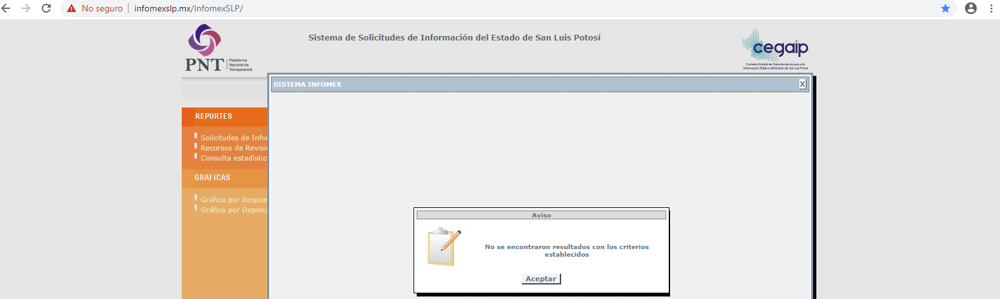 No seguro
infomexslp.mx/InfomexSLP/
PNT
Plataforma
Nacional de
Transparencia
Sistema de Solicitudes de Información del Estado de San Luis Potosí
cegaip
Comisión Estatal de Garantía de Acceso a la
Información Pública del Estado de San Luis Potosí
SISTEMA INFOMEX
X
REPORTES
Solicitudes de Infor
Recursos de Revisió
Consulta estadístic
GRAFICAS
Gráfica por Respue
Gráfica por Depend
Aviso
No se encontraron resultados con los criterios
establecidos
Aceptar